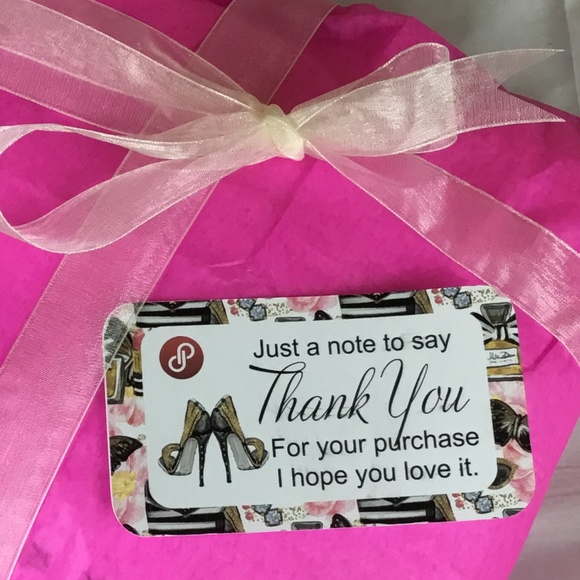 Just a note to say
Thank You
For your purchase
I hope you love it.